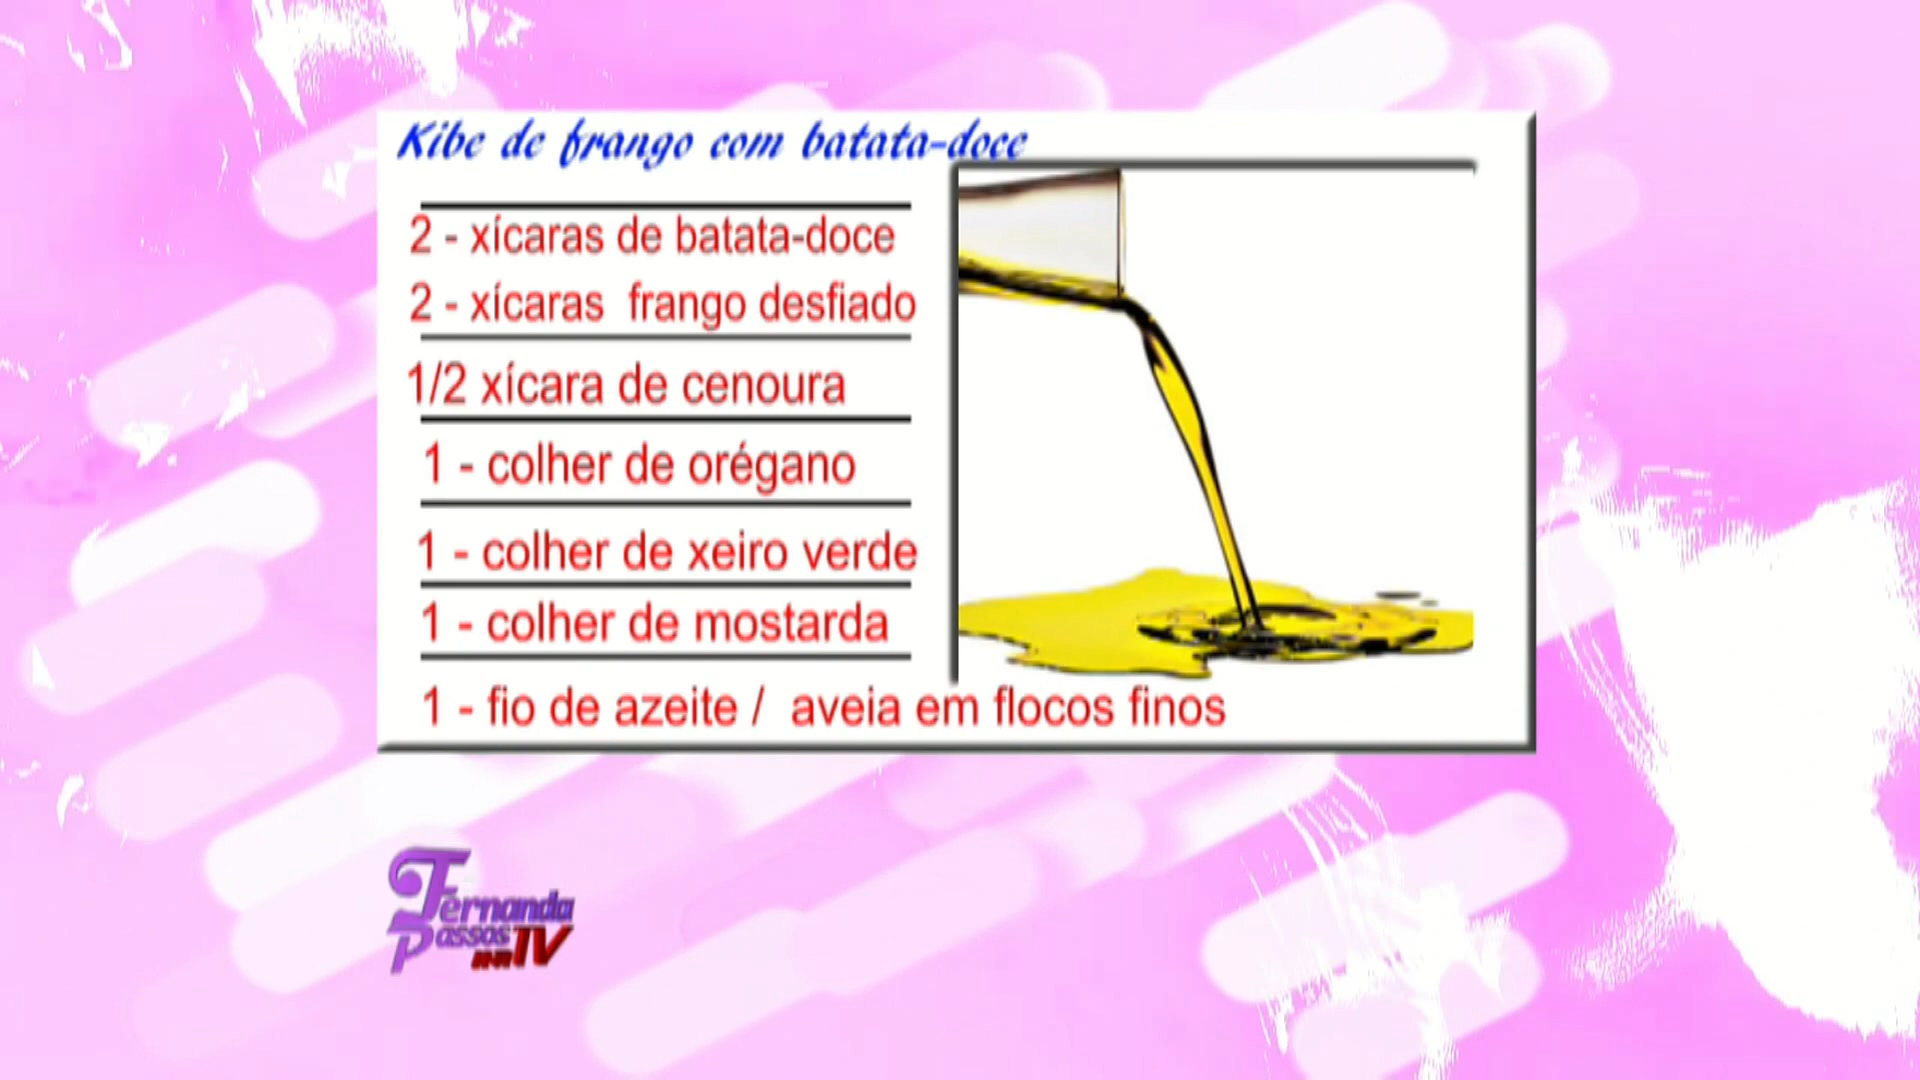 Kibe de frango com batata-doce
2 - xícaras de batata-doce
2 - xícaras frango desfiado
1/2 xícara de cenoura
1 - colher de orégano
1 - colher de xeiro verde
1 - colher de mostarda
1 - fio de azeite / aveia em flocos finos
Fernanda
Passos
na TV